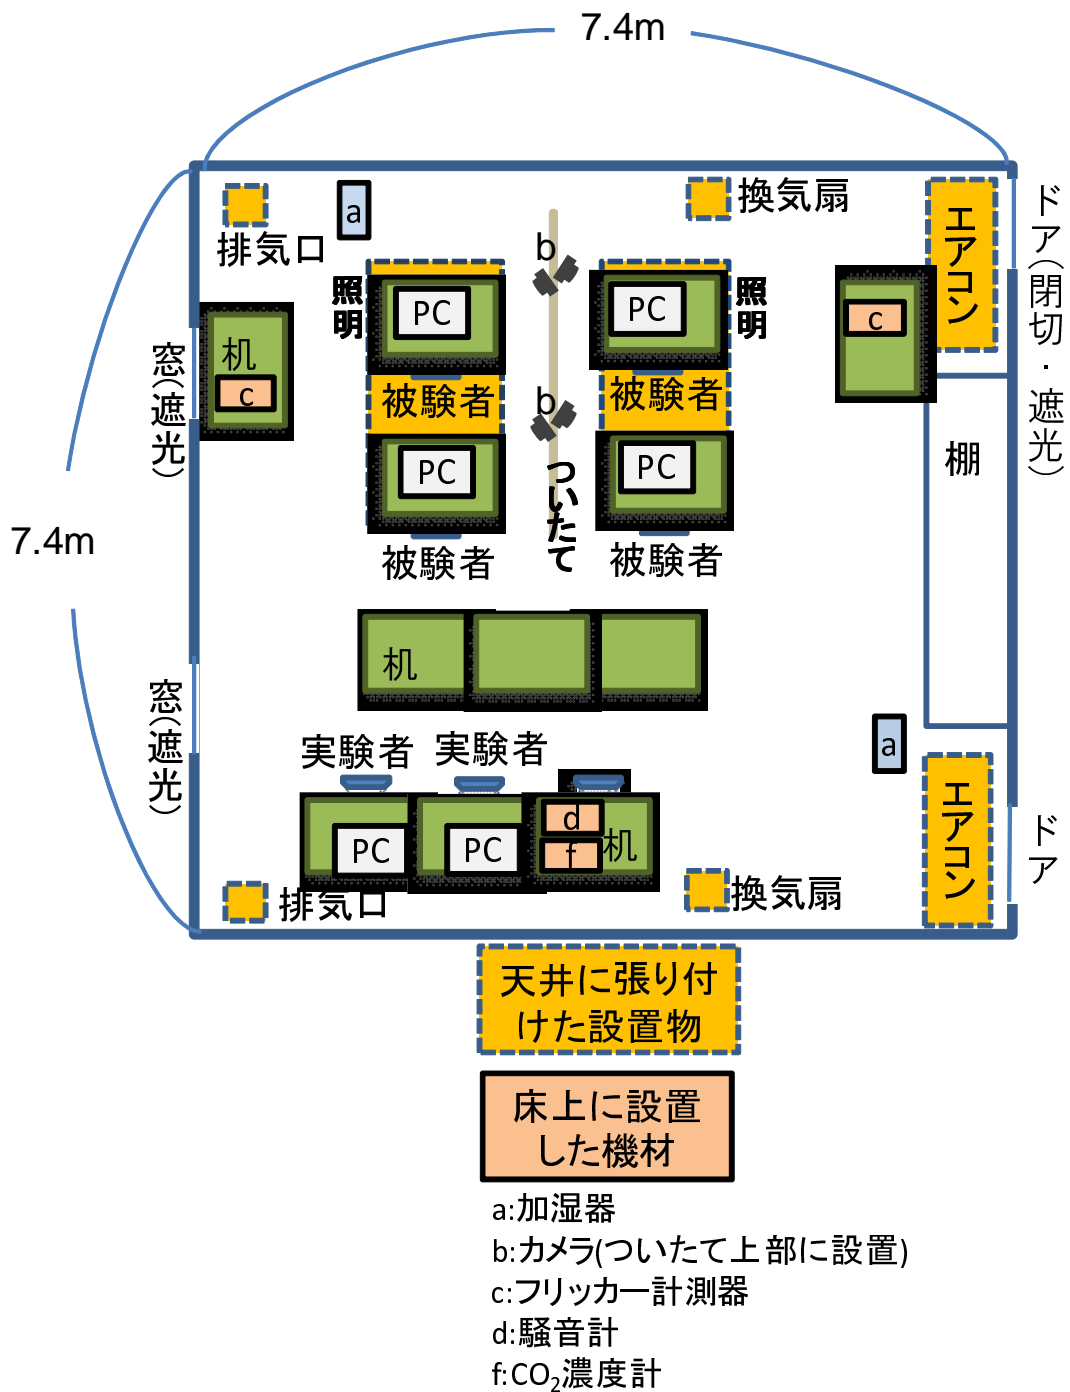 7.4m
7.4m
排気口
a
換気扇
エアコン
ドア(閉切・遮光)
照明
PC
b
PC
照明
c
窓(遮光)
机
c
被験者
b
被験者
PC
ついたて
PC
棚
被験者
被験者
机
窓(遮光)
実験者
実験者
a
PC
PC
d
f
机
エアコン
ドア
排気口
換気扇
天井に張り付
けた設置物
床上に設置
した機材
a:加湿器
b:カメラ(ついたて上部に設置)
c:フリッカー計測器
d:騒音計
f:CO₂濃度計